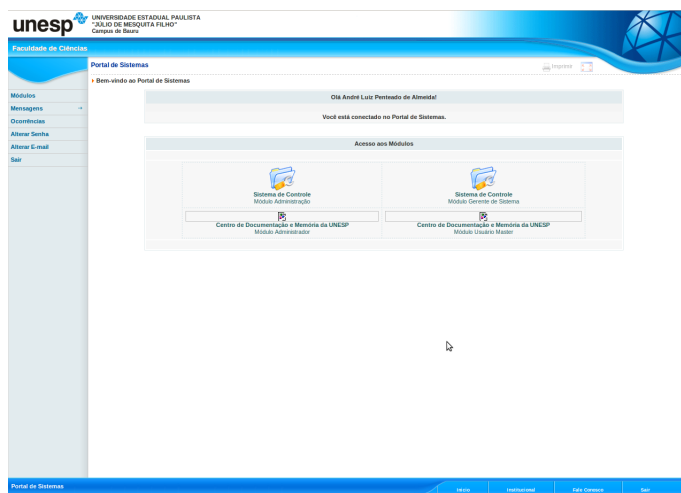 unesp
UNIVERSIDADE ESTADUAL PAULISTA
"JÚLIO DE MESQUITA FILHO"
Campus de Bauru
Faculdade de Ciências
Portal de Sistemas
Imprimir
Bem-vindo ao Portal de Sistemas
Módulos
Mensagens
Ocorrências
Alterar Senha
Alterar E-mail
Sair
Olá André Luiz Penteado de Almeida!
Você está conectado no Portal de Sistemas.
Acesso aos Módulos
Sistema de Controle
Módulo Administração
Sistema de Controle
Módulo Gerente de Sistema
Centro de Documentação e Memória da UNESP
Módulo Administrador
Centro de Documentação e Memória da UNESP
Módulo Usuário Master
Portal de Sistemas
Início
Institucional
Fale Conosco
Sair